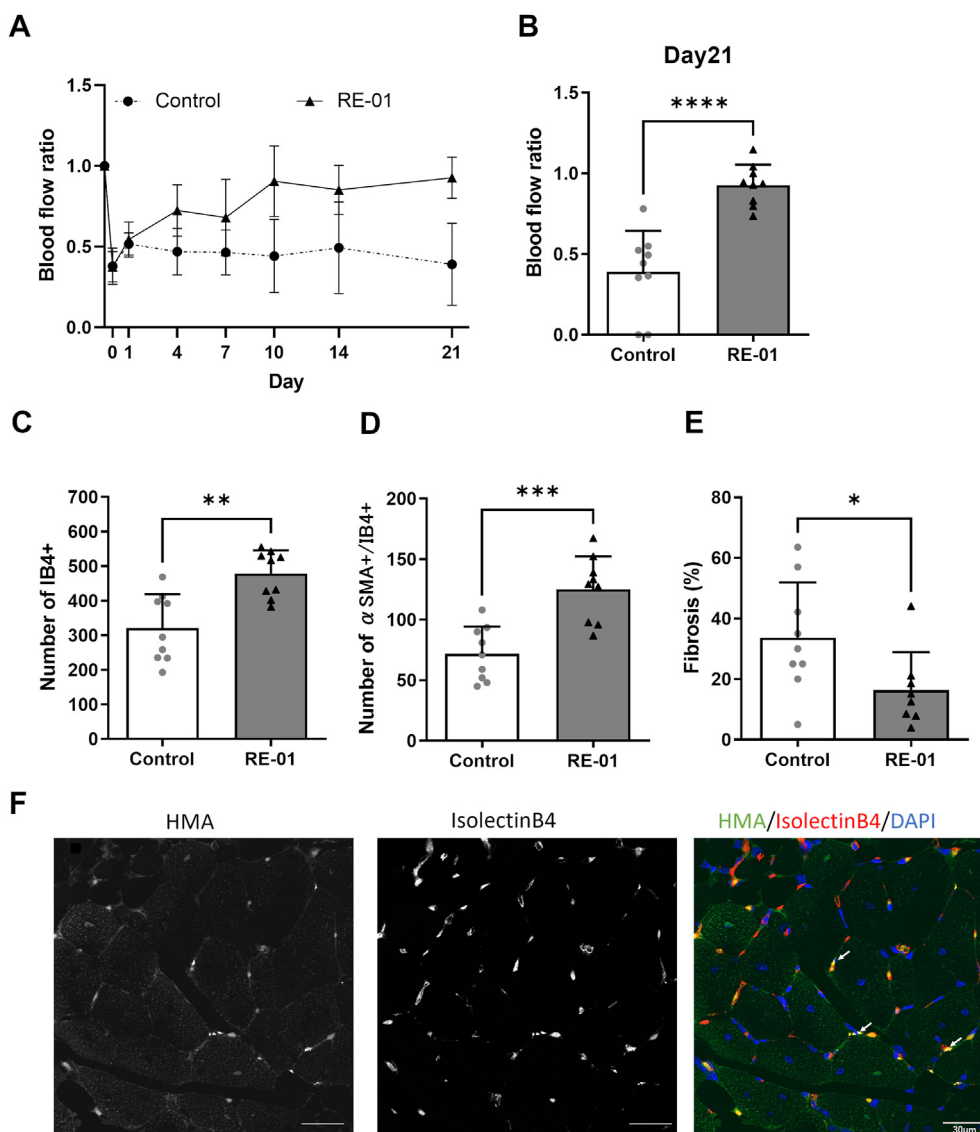 A
1.5
Control
RE-01
1.0
0.5
0.0
Blood flow ratio
0 1 4 7 10 14 21
Day
B
Day21
****
1.5
1.0
0.5
0.0
Blood flow ratio
Control RE-01
C
**
700
600
500
400
300
200
100
0
Number of IB4+
Control RE-01
D
***
200
150
100
50
0
Number of α SMA+/IB4+
Control RE-01
E
*
80
60
40
20
0
Fibrosis (%)
Control RE-01
F
HMA
IsolectinB4
HMA/IsolectinB4/DAPI
30μm